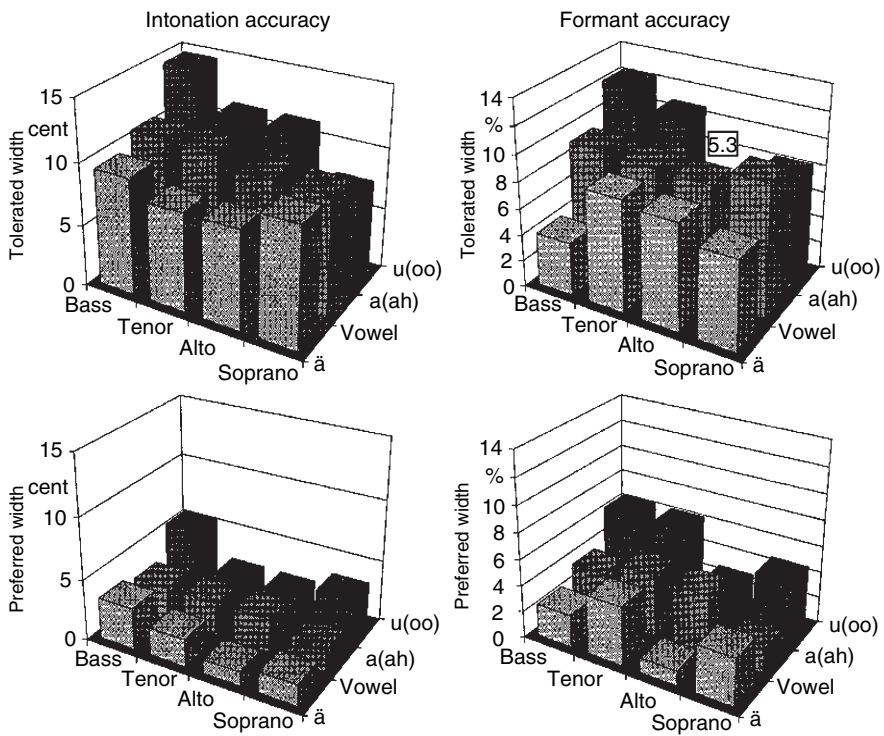 Intonation accuracy
Tolerated width
15
cent
10
5
0
Bass
Tenor
Alto
Soprano
ä
Vowel
a(ah)
u(oo)
Formant accuracy
Tolerated width
14
%
10
8
6
4
2
0
5.3
Bass
Tenor
Alto
Soprano
ä
Vowel
a(ah)
u(oo)
Preferred width
15
cent
10
5
0
Bass
Tenor
Alto
Soprano
ä
Vowel
a(ah)
u(oo)
Preferred width
14
%
10
8
6
4
2
0
Bass
Tenor
Alto
Soprano
ä
Vowel
a(ah)
u(oo)